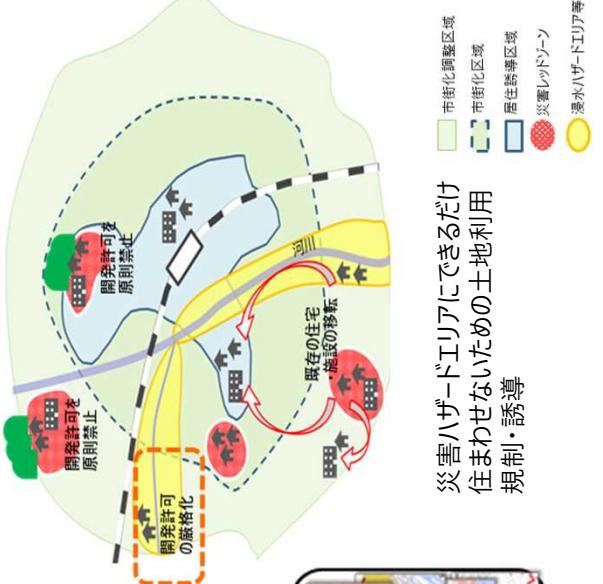 開発許可を
原則禁止
開発許可を
原則禁止
開発許可
の厳格化
河川
既存の住宅
・施設の移転
市街化調整区域
市街化区域
居住誘導区域
災害レッドゾーン
浸水ハザードエリア等
災害ハザードエリアにできるだけ
住まわせないための土地利用
規制・誘導